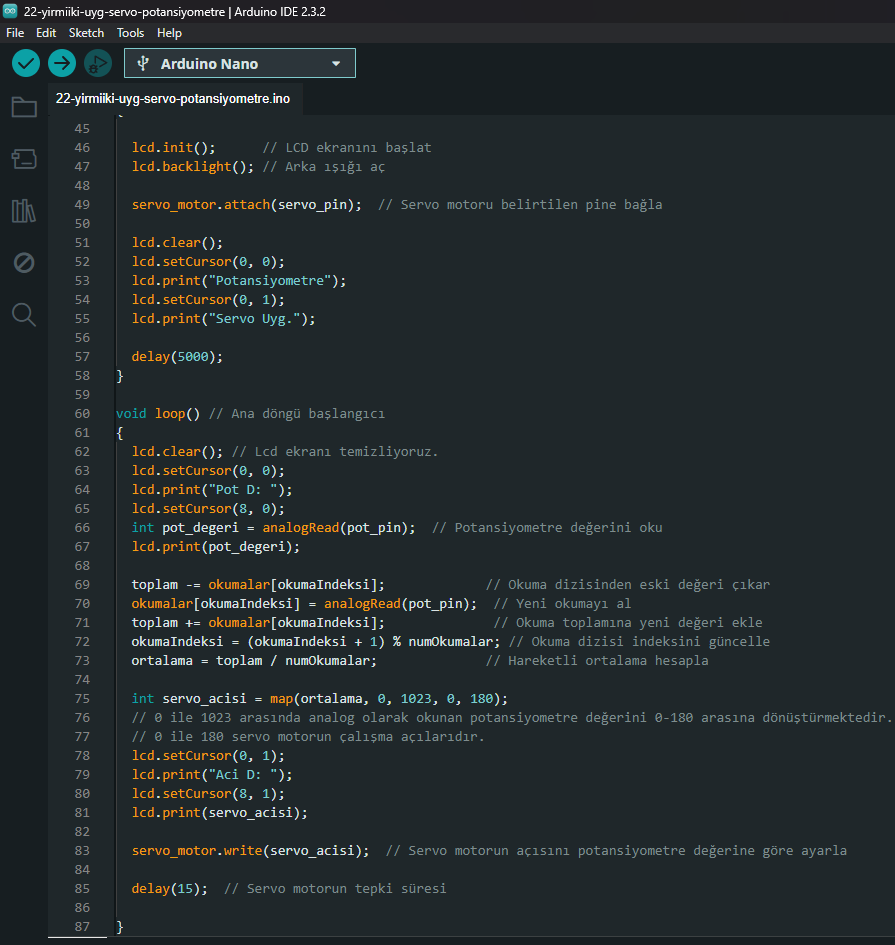 22-yirmiiki-uyg-servo-potansiyometre | Arduino IDE 2.3.2
File Edit Sketch Tools Help
Arduino Nano
22-yirmiiki-uyg-servo-potansiyometre.ino
45
46 lcd.init(); // LCD ekranını başlat
47 lcd.backlight(); // Arka ışığı aç
48
49 servo_motor.attach(servo_pin); // Servo motoru belirtilen pine bağla
50
51 lcd.clear();
52 lcd.setCursor(0, 0);
53 lcd.print("Potansiyometre");
54 lcd.setCursor(0, 1);
55 lcd.print("Servo Uyg.");
56
57 delay(5000);
58 }
59
60 void loop() // Ana döngü başlangıcı
61 {
62 lcd.clear(); // Lcd ekranı temizliyoruz.
63 lcd.setCursor(0, 0);
64 lcd.print("Pot D: ");
65 lcd.setCursor(8, 0);
66 int pot_degeri = analogRead(pot_pin); // Potansiyometre değerini oku
67 lcd.print(pot_degeri);
68
69 toplam -= okumalar[okumaIndeksi]; // Okuma dizisinden eski değeri çıkar
70 okumalar[okumaIndeksi] = analogRead(pot_pin); // Yeni okumayı al
71 toplam += okumalar[okumaIndeksi]; // Okuma toplamına yeni değeri ekle
72 okumaIndeksi = (okumaIndeksi + 1) % numOkumalar; // Okuma dizisi indeksini güncelle
73 ortalama = toplam / numOkumalar; // Hareketli ortalama hesapla
74
75 int servo_acisi = map(ortalama, 0, 1023, 0, 180);
76 // 0 ile 1023 arasında analog olarak okunan potansiyometre değerini 0-180 arasına dönüştürmektedir.
77 // 0 ile 180 servo motorun çalışma açılarıdır.
78 lcd.setCursor(0, 1);
79 lcd.print("Aci D: ");
80 lcd.setCursor(8, 1);
81 lcd.print(servo_acisi);
82
83 servo_motor.write(servo_acisi); // Servo motorun açısını potansiyometre değerine göre ayarla
84
85 delay(15); // Servo motorun tepki süresi
86
87 }